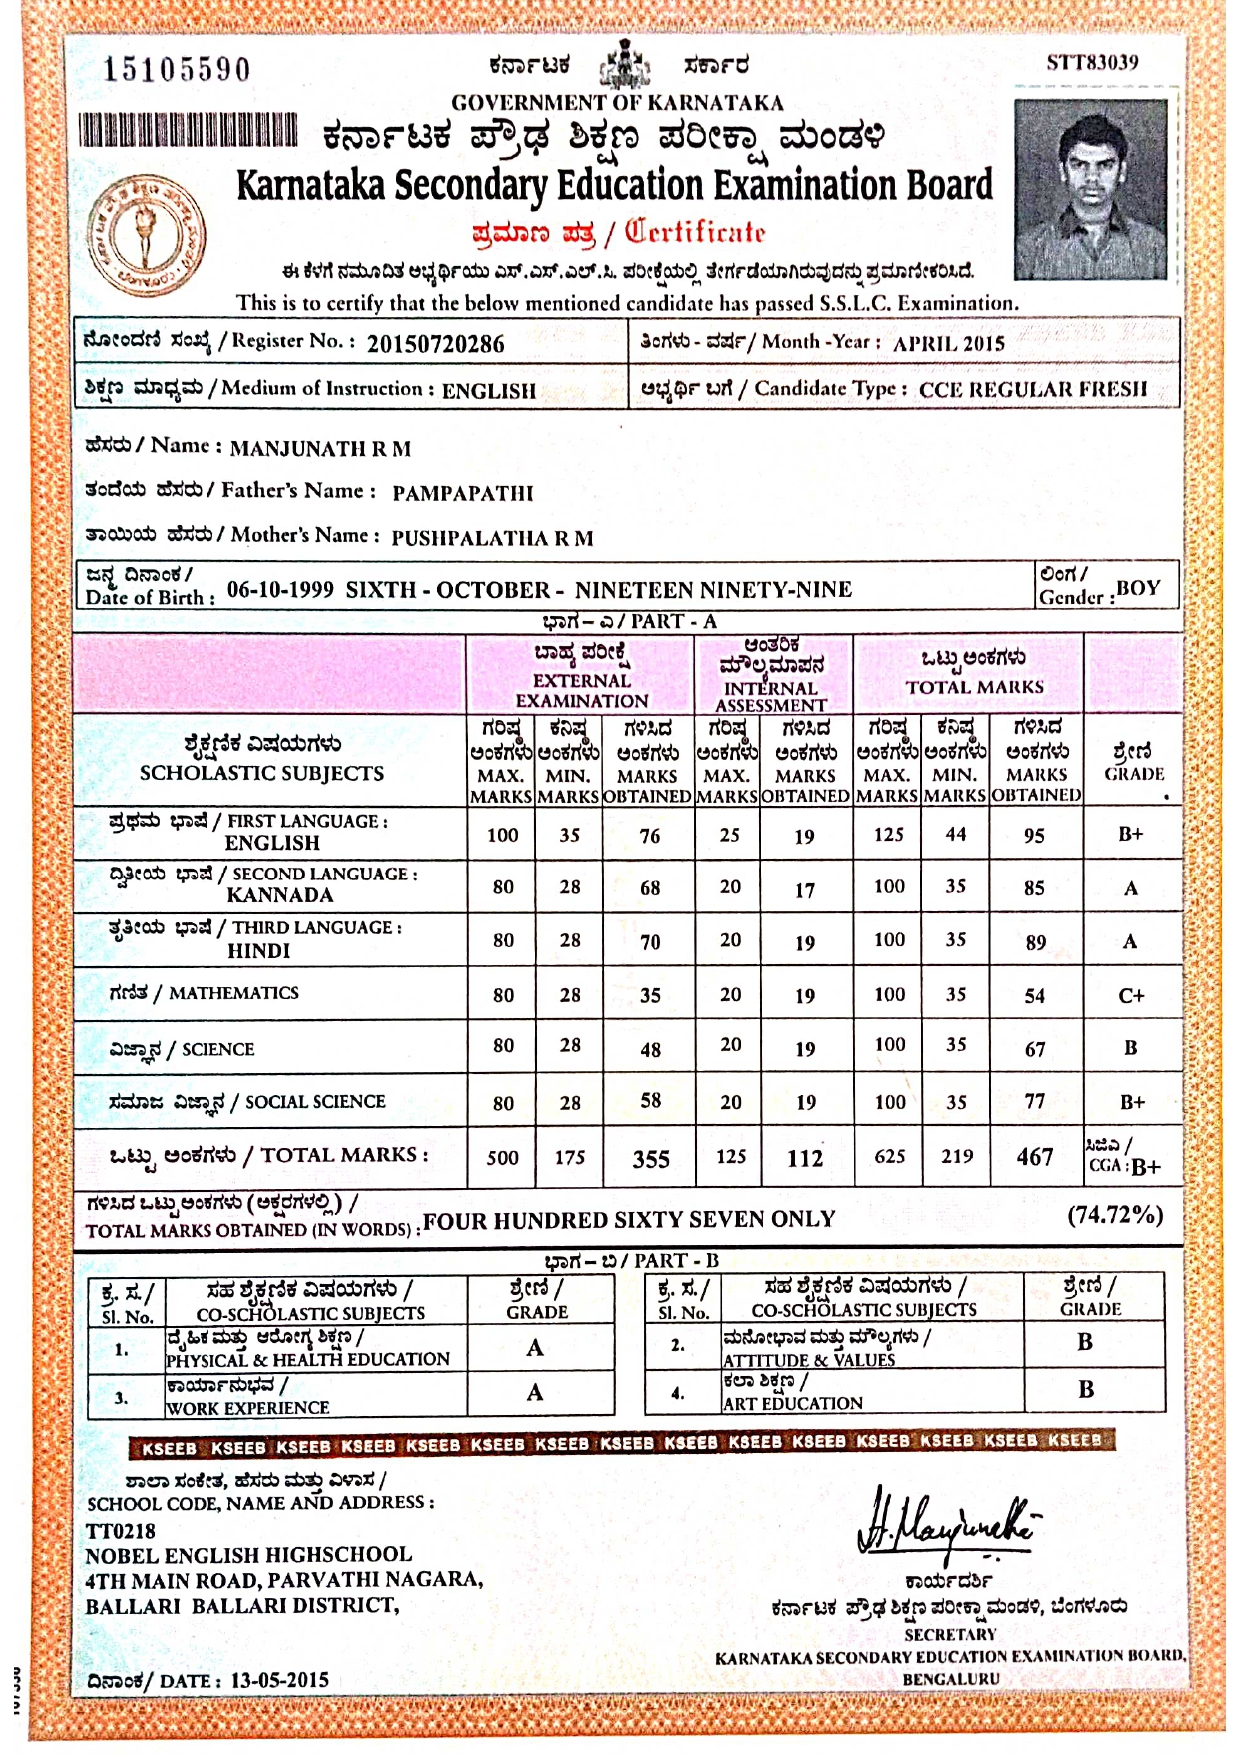 15105590
ಕರ್ನಾಟಕ ಸರ್ಕಾರ
STT83039
GOVERNMENT OF KARNATAKA
ಕರ್ನಾಟಕ ಪ್ರೌಢ ಶಿಕ್ಷಣ ಪರೀಕ್ಷಾ ಮಂಡಳಿ
Karnataka Secondary Education Examination Board
ಪ್ರಮಾಣ ಪತ್ರ / Certificate
ಈ ಕೆಳಗೆ ನಮೂದಿತ ಅಭ್ಯರ್ಥಿಯು ಎಸ್.ಎಸ್.ಎಲ್.ಸಿ. ಪರೀಕ್ಷೆಯಲ್ಲಿ ತೇರ್ಗಡೆಯಾಗಿರುವುದನ್ನು ಪ್ರಮಾಣೀಕರಿಸಿದೆ.
This is to certify that the below mentioned candidate has passed S.S.L.C. Examination.
ನೋಂದಣಿ ಸಂಖ್ಯೆ / Register No. : 20150720286
ತಿಂಗಳು - ವರ್ಷ / Month -Year : APRIL 2015
ಶಿಕ್ಷಣ ಮಾಧ್ಯಮ / Medium of Instruction : ENGLISH
ಅಭ್ಯರ್ಥಿ ಬಗೆ / Candidate Type : CCE REGULAR FRESH
ಹೆಸರು / Name : MANJUNATH R M
ತಂದೆಯ ಹೆಸರು / Father's Name : PAMPAPATHI
ತಾಯಿಯ ಹೆಸರು / Mother's Name : PUSHPALATHA R M
ಜನ್ಮ ದಿನಾಂಕ /
Date of Birth : 06-10-1999 SIXTH - OCTOBER - NINETEEN NINETY-NINE
ಲಿಂಗ /
Gender : BOY
ಭಾಗ – ಎ / PART - A
ಬಾಹ್ಯ ಪರೀಕ್ಷೆ
EXTERNAL
EXAMINATION
ಆಂತರಿಕ
ಮೌಲ್ಯಮಾಪನ
INTERNAL
ASSESSMENT
ಒಟ್ಟು ಅಂಕಗಳು
TOTAL MARKS
ಶೈಕ್ಷಣಿಕ ವಿಷಯಗಳು
SCHOLASTIC SUBJECTS
ಗರಿಷ್ಠ ಕನಿಷ್ಠ ಗಳಿಸಿದ ಗರಿಷ್ಠ ಗಳಿಸಿದ ಗರಿಷ್ಠ ಕನಿಷ್ಠ ಗಳಿಸಿದ
ಅಂಕಗಳು ಅಂಕಗಳು ಅಂಕಗಳು ಅಂಕಗಳು ಅಂಕಗಳು ಅಂಕಗಳು ಅಂಕಗಳು ಅಂಕಗಳು ಶ್ರೇಣಿ
MAX. MIN. MARKS MAX. MARKS MAX. MIN. MARKS GRADE
MARKS MARKS OBTAINED MARKS OBTAINED MARKS MARKS OBTAINED
ಪ್ರಥಮ ಭಾಷೆ / FIRST LANGUAGE :
ENGLISH 100 35 76 25 19 125 44 95 B+
ದ್ವಿತೀಯ ಭಾಷೆ / SECOND LANGUAGE :
KANNADA 80 28 68 20 17 100 35 85 A
ತೃತೀಯ ಭಾಷೆ / THIRD LANGUAGE :
HINDI 80 28 70 20 19 100 35 89 A
ಗಣಿತ / MATHEMATICS 80 28 35 20 19 100 35 54 C+
ವಿಜ್ಞಾನ / SCIENCE 80 28 48 20 19 100 35 67 B
ಸಮಾಜ ವಿಜ್ಞಾನ / SOCIAL SCIENCE 80 28 58 20 19 100 35 77 B+
ಒಟ್ಟು ಅಂಕಗಳು / TOTAL MARKS : 500 175 355 125 112 625 219 467
ಸಿಜಿಎ /
CGA : B+
ಗಳಿಸಿದ ಒಟ್ಟು ಅಂಕಗಳು (ಅಕ್ಷರಗಳಲ್ಲಿ) /
TOTAL MARKS OBTAINED (IN WORDS) : FOUR HUNDRED SIXTY SEVEN ONLY (74.72%)
ಭಾಗ – ಬಿ / PART - B
ಕ್ರ. ಸ. / ಸಹ ಶೈಕ್ಷಣಿಕ ವಿಷಯಗಳು / ಶ್ರೇಣಿ / ಕ್ರ. ಸ. / ಸಹ ಶೈಕ್ಷಣಿಕ ವಿಷಯಗಳು / ಶ್ರೇಣಿ /
Sl. No. CO-SCHOLASTIC SUBJECTS GRADE Sl. No. CO-SCHOLASTIC SUBJECTS GRADE
1. ದೈಹಿಕ ಮತ್ತು ಆರೋಗ್ಯ ಶಿಕ್ಷಣ /
PHYSICAL & HEALTH EDUCATION A
2. ಮನೋಭಾವ ಮತ್ತು ಮೌಲ್ಯಗಳು /
ATTITUDE & VALUES B
3. ಕಾರ್ಯಾನುಭವ /
WORK EXPERIENCE A
4. ಕಲಾ ಶಿಕ್ಷಣ /
ART EDUCATION B
KSEEB KSEEB KSEEB KSEEB KSEEB KSEEB KSEEB KSEEB KSEEB KSEEB KSEEB KSEEB KSEEB KSEEB KSEEB
ಶಾಲಾ ಸಂಕೇತ, ಹೆಸರು ಮತ್ತು ವಿಳಾಸ /
SCHOOL CODE, NAME AND ADDRESS :
TT0218
NOBEL ENGLISH HIGHSCHOOL
4TH MAIN ROAD, PARVATHI NAGARA,
BALLARI BALLARI DISTRICT,
H. Manjunatha
ಕಾರ್ಯದರ್ಶಿ
ಕರ್ನಾಟಕ ಪ್ರೌಢ ಶಿಕ್ಷಣ ಪರೀಕ್ಷಾ ಮಂಡಳಿ, ಬೆಂಗಳೂರು
SECRETARY
KARNATAKA SECONDARY EDUCATION EXAMINATION BOARD,
BENGALURU
ದಿನಾಂಕ / DATE : 13-05-2015